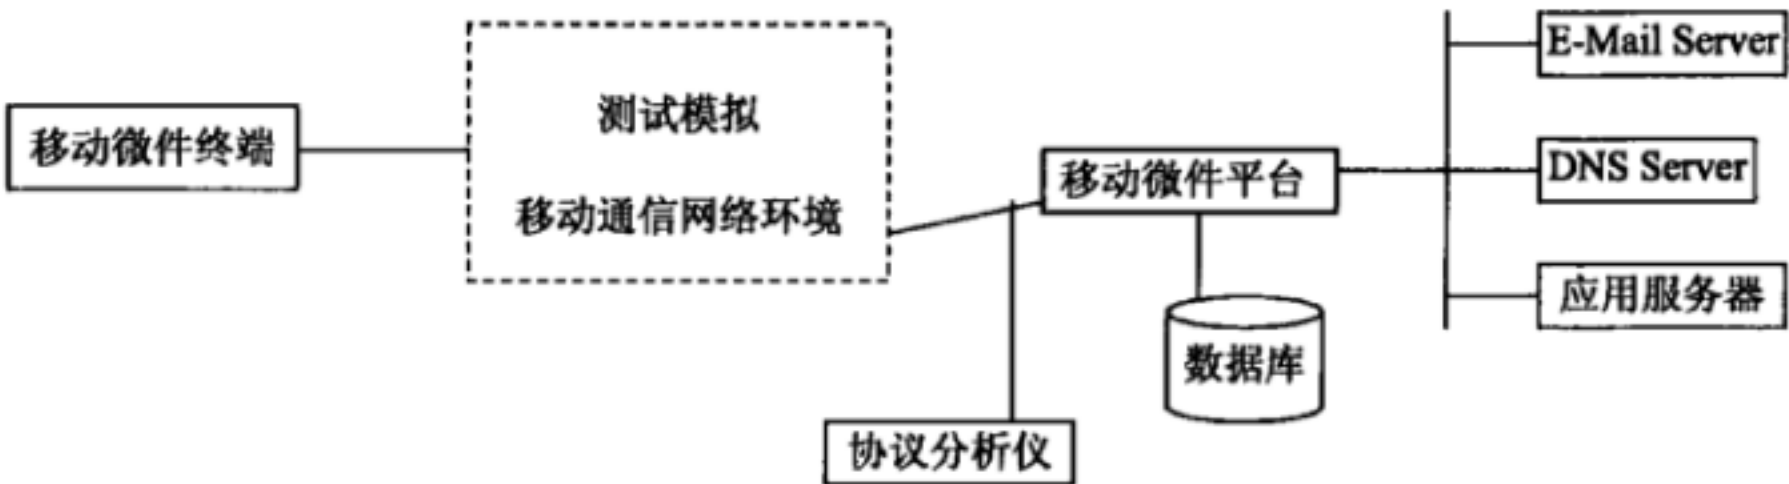 移动微件终端
测试模拟
移动通信网络环境
移动微件平台
数据库
协议分析仪
E-Mail Server
DNS Server
应用服务器